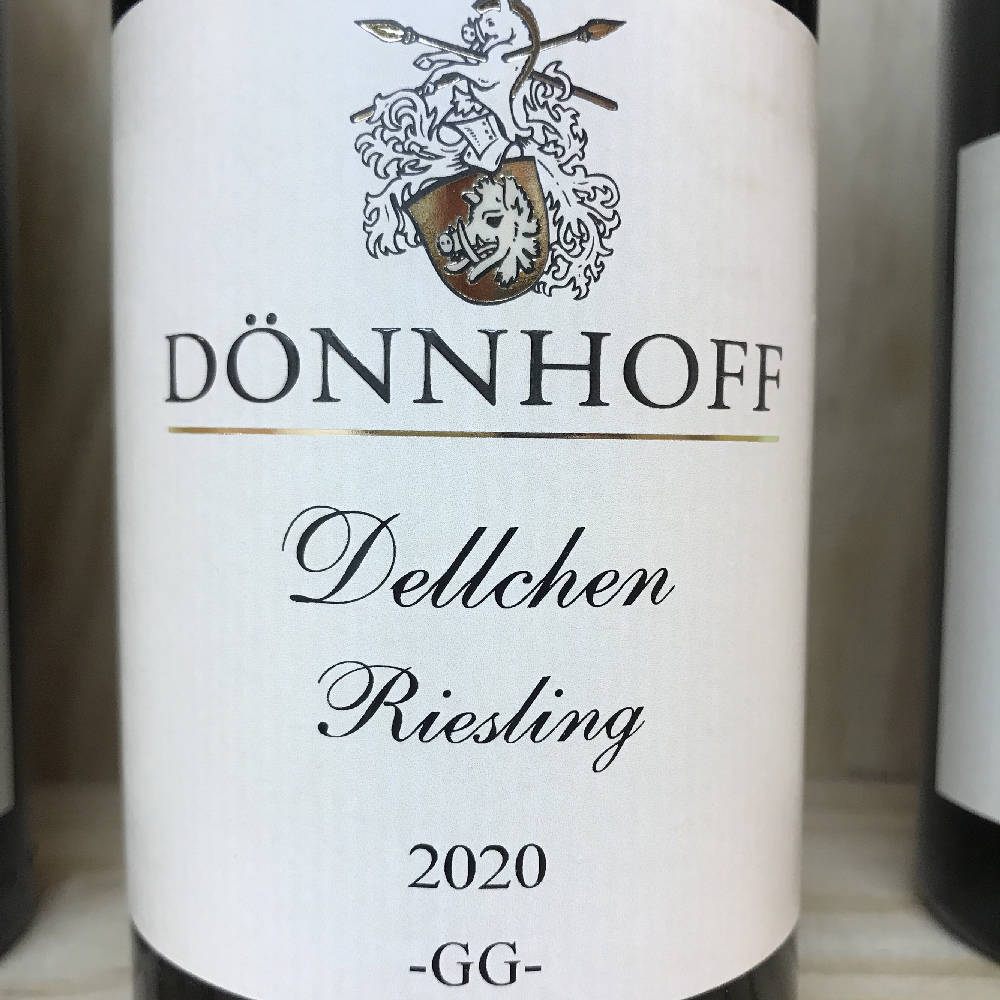 DÖNNHOFF
Dellchen
Riesling
2020
-GG-